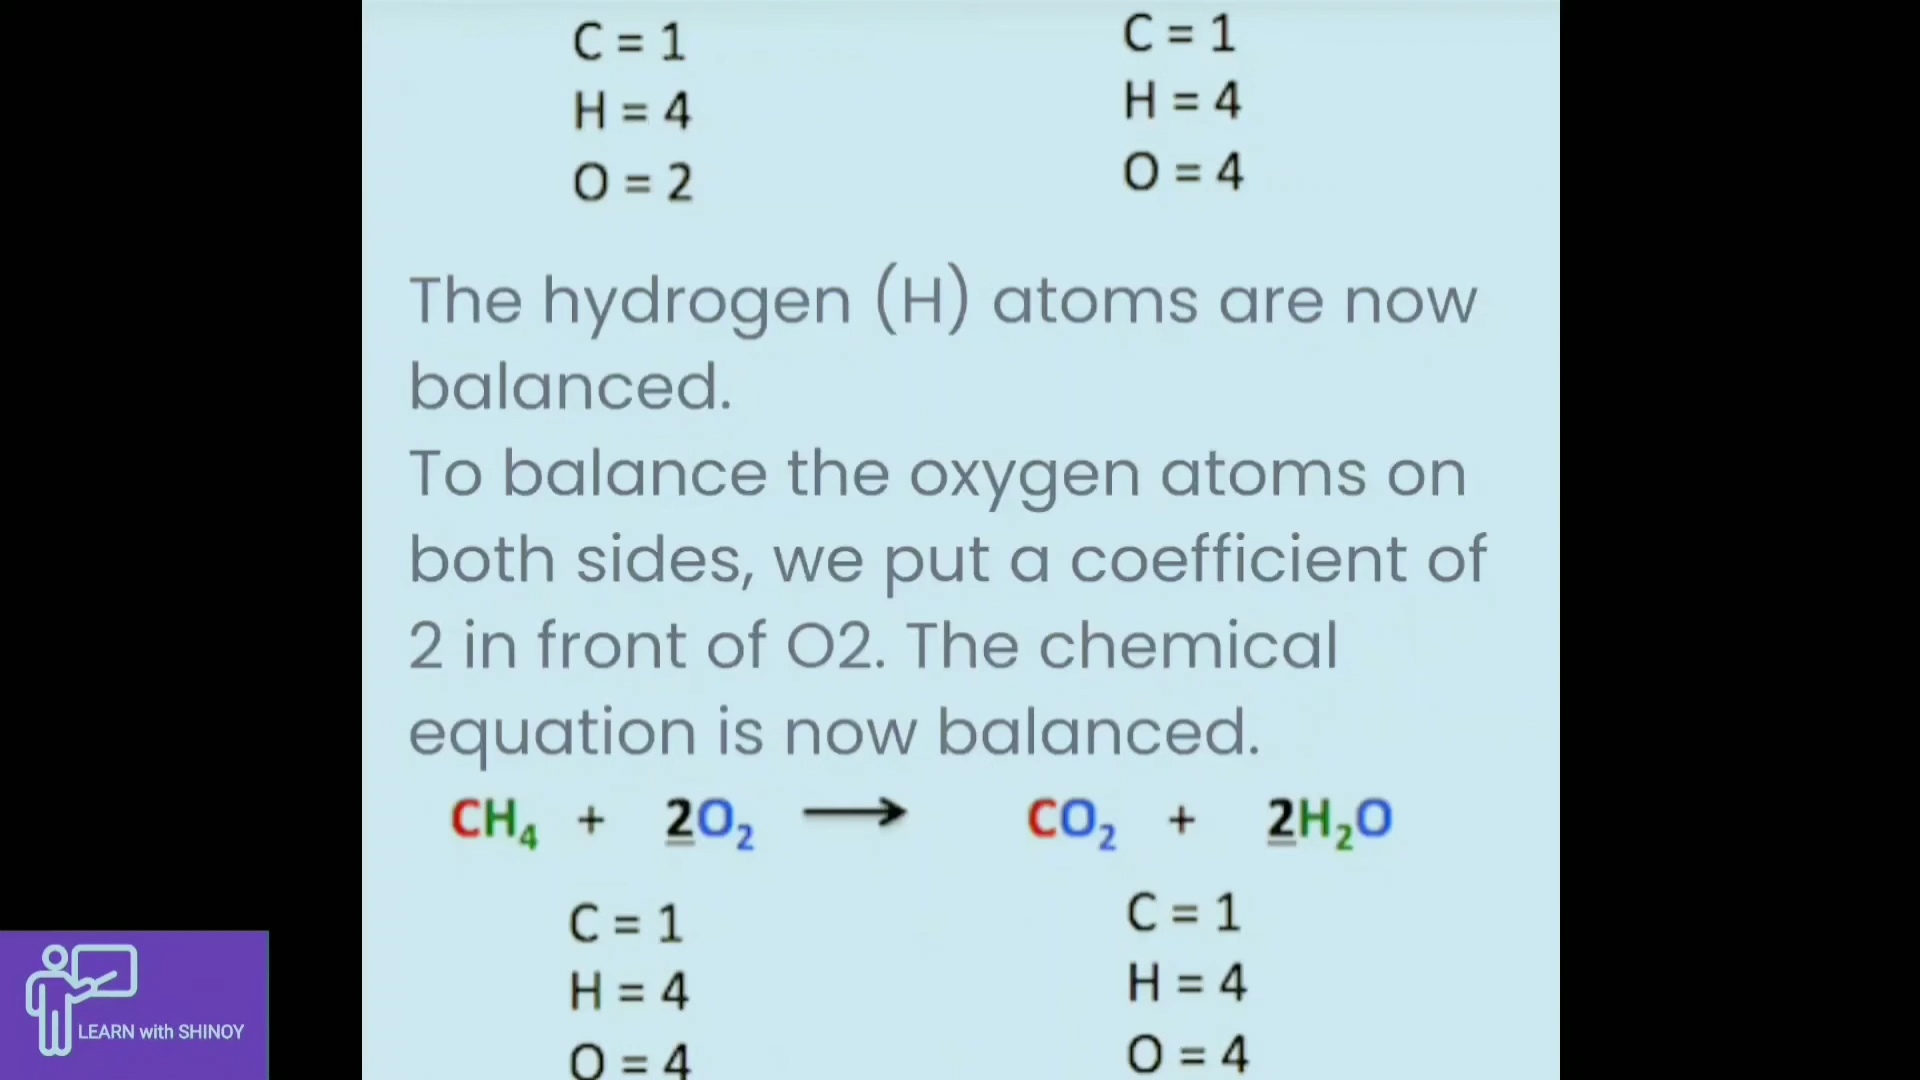 C = 1
H = 4
O = 2
C = 1
H = 4
O = 4
The hydrogen (H) atoms are now
balanced.
To balance the oxygen atoms on
both sides, we put a coefficient of
2 in front of O2. The chemical
equation is now balanced.
CH₄ + 2O₂ ⟶ CO₂ + 2H₂O
C = 1
H = 4
O = 4
C = 1
H = 4
O = 4
LEARN with SHINOY